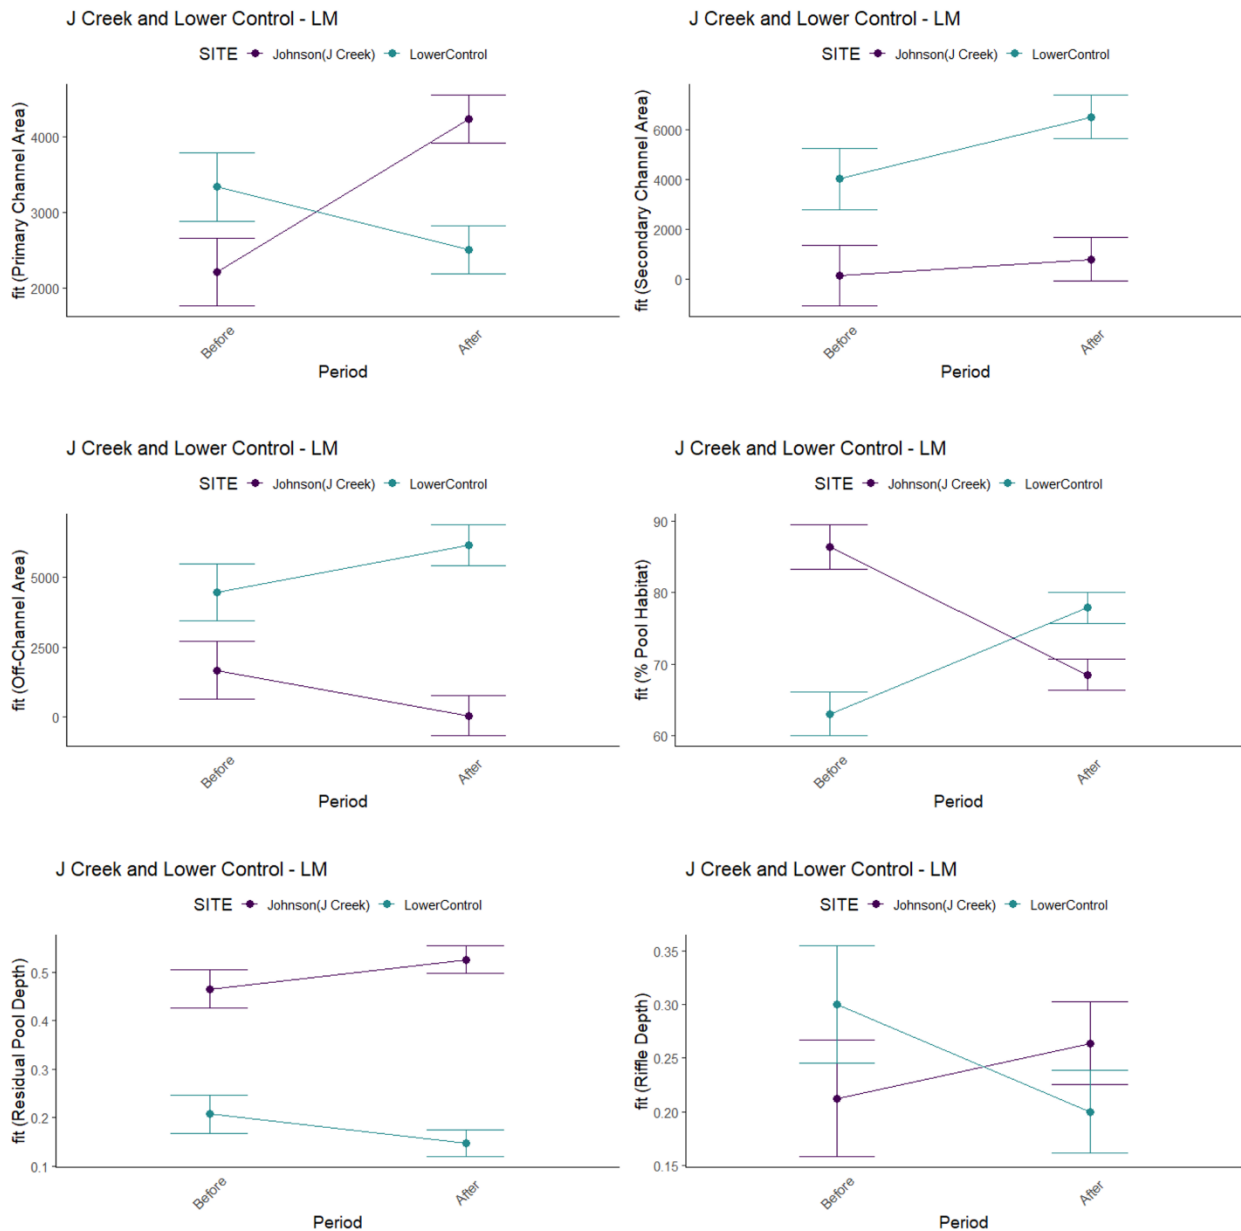 J Creek and Lower Control - LM
SITE Johnson(J Creek) LowerControl
fit (Primary Channel Area)
4000
3000
2000
Before
After
Period
J Creek and Lower Control - LM
SITE Johnson(J Creek) LowerControl
fit (Secondary Channel Area)
6000
4000
2000
0
Before
After
Period
J Creek and Lower Control - LM
SITE Johnson(J Creek) LowerControl
fit (Off-Channel Area)
5000
2500
0
Before
After
Period
J Creek and Lower Control - LM
SITE Johnson(J Creek) LowerControl
fit (% Pool Habitat)
90
80
70
60
Before
After
Period
J Creek and Lower Control - LM
SITE Johnson(J Creek) LowerControl
fit (Residual Pool Depth)
0.5
0.4
0.3
0.2
0.1
Before
After
Period
J Creek and Lower Control - LM
SITE Johnson(J Creek) LowerControl
fit (Riffle Depth)
0.35
0.30
0.25
0.20
0.15
Before
After
Period